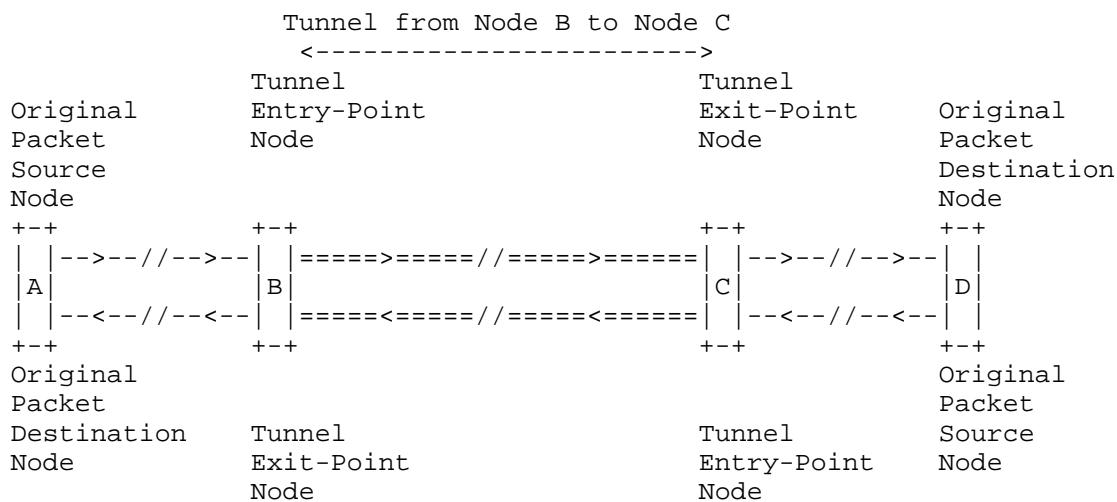 Tunnel from Node B to Node C
<------------------------>
Tunnel Tunnel
Original Entry-Point Exit-Point Original
Packet Node Node Packet
Source Destination
Node Node
+-+ +-+ +-+ +-+
| |-->--//-->--| |=====>=====//=====>======| |-->--//-->--| |
|A| |B| |C| |D|
| |--<--//--<--| |=====<=====//=====<======| |--<--//--<--| |
+-+ +-+ +-+ +-+
Original Original
Packet Packet
Destination Tunnel Tunnel Source
Node Exit-Point Entry-Point Node
Node Node